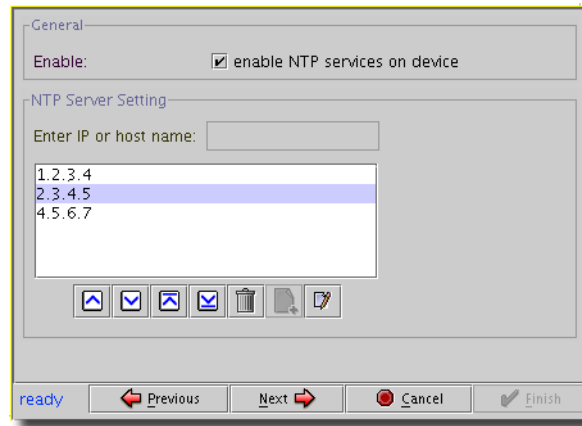 General
Enable: enable NTP services on device
NTP Server Setting
Enter IP or host name:
1.2.3.4
2.3.4.5
4.5.6.7
ready Previous Next Cancel Finish